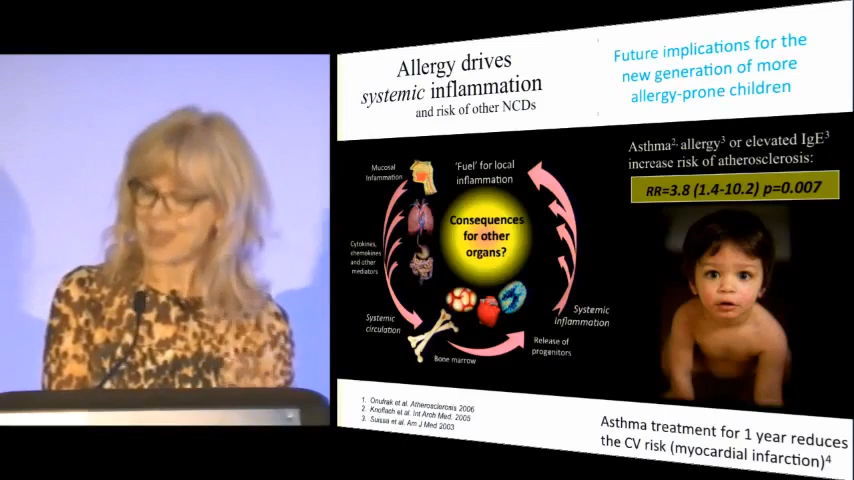 Allergy drives
systemic inflammation
and risk of other NCDs
Future implications for the
new generation of more
allergy-prone children
Mucosal
Inflammation
'Fuel' for local
inflammation
Consequences
for other
organs?
Cytokines,
chemokines
and other
mediators
Systemic
circulation
Bone marrow
Release of
progenitors
Systemic
Inflammation
Asthma2, allergy3 or elevated IgE3
increase risk of atherosclerosis:
RR=3.8 (1.4-10.2) p=0.007
1. Onufrak et al. Atherosclerosis 2006
2. Knoflach et al. Int Arch Med. 2005
3. Suissa et al. Am J Med 2003
Asthma treatment for 1 year reduces
the CV risk (myocardial infarction)4